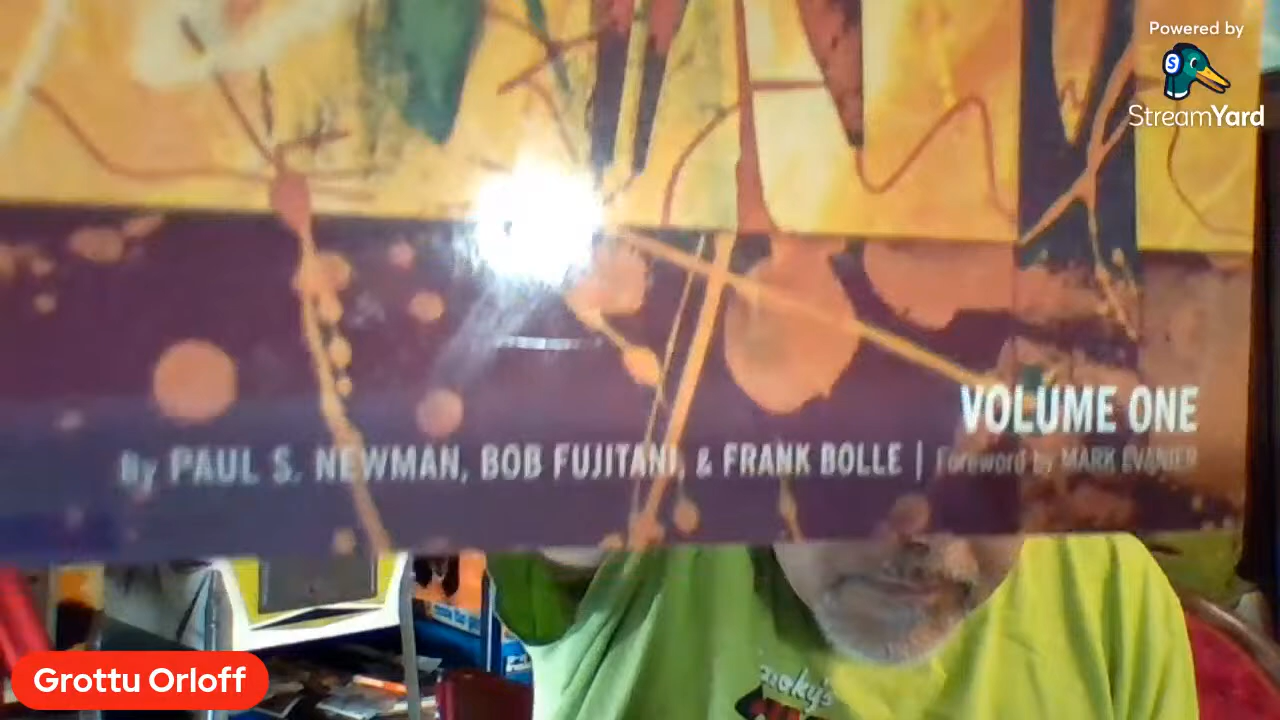 Powered by
StreamYard
VOLUME ONE
By PAUL S. NEWMAN, BOB FUJITANI, & FRANK BOLLE | Foreword by MARK EVANIER
Grottu Orloff